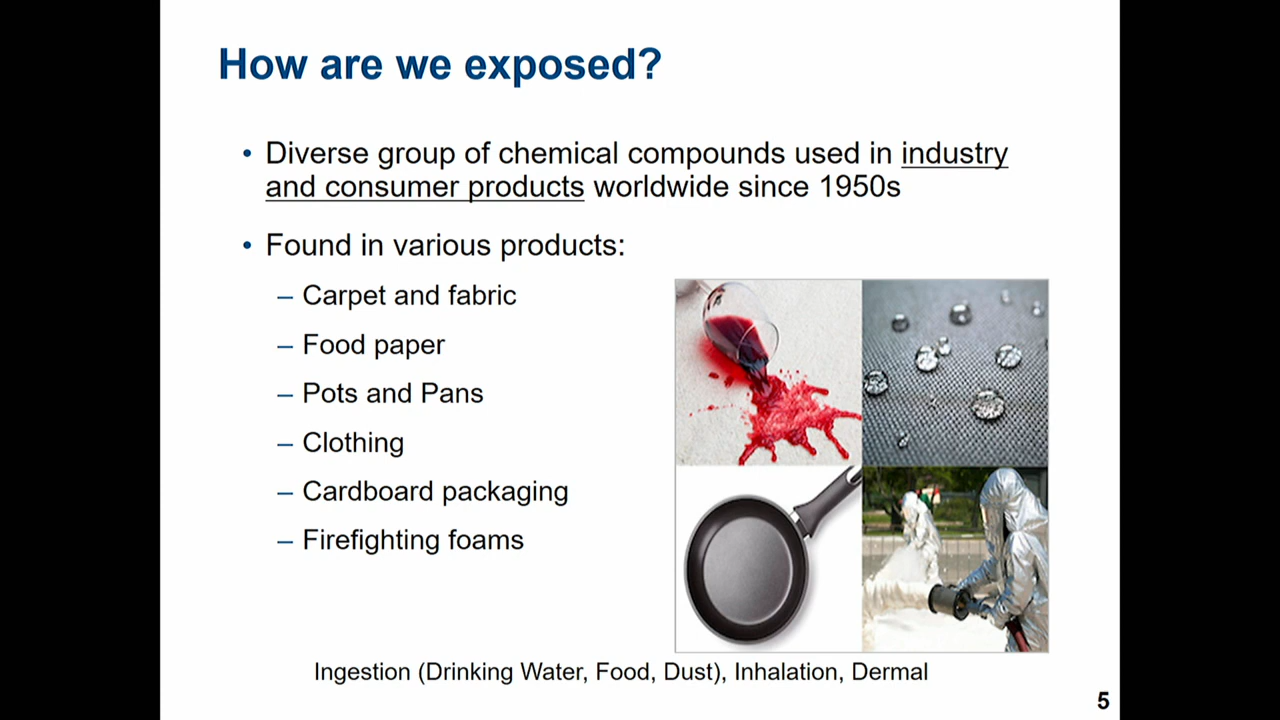 How are we exposed?
• Diverse group of chemical compounds used in industry
and consumer products worldwide since 1950s
• Found in various products:
– Carpet and fabric
– Food paper
– Pots and Pans
– Clothing
– Cardboard packaging
– Firefighting foams
Ingestion (Drinking Water, Food, Dust), Inhalation, Dermal
5